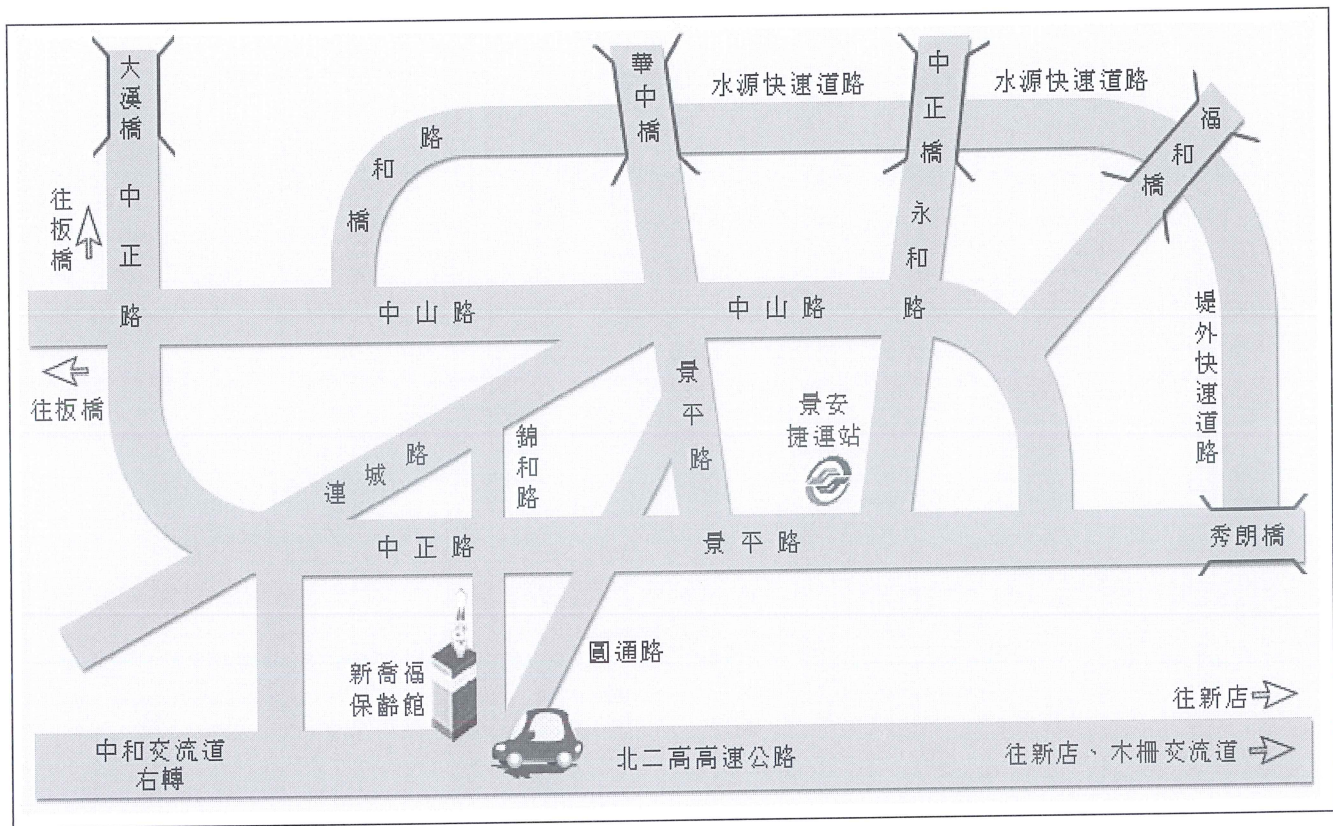 大漢橋
華中橋
中正橋
水源快速道路
水源快速道路
福和橋
橋和路
往板橋
中正路
永和路
中山路
中山路
堤外快速道路
往板橋
景平路
景安
捷運站
連城路
錦和路
中正路
景平路
秀朗橋
圓通路
新喬福
保齡館
往新店
中和交流道
右轉
北二高高速公路
往新店、木柵交流道